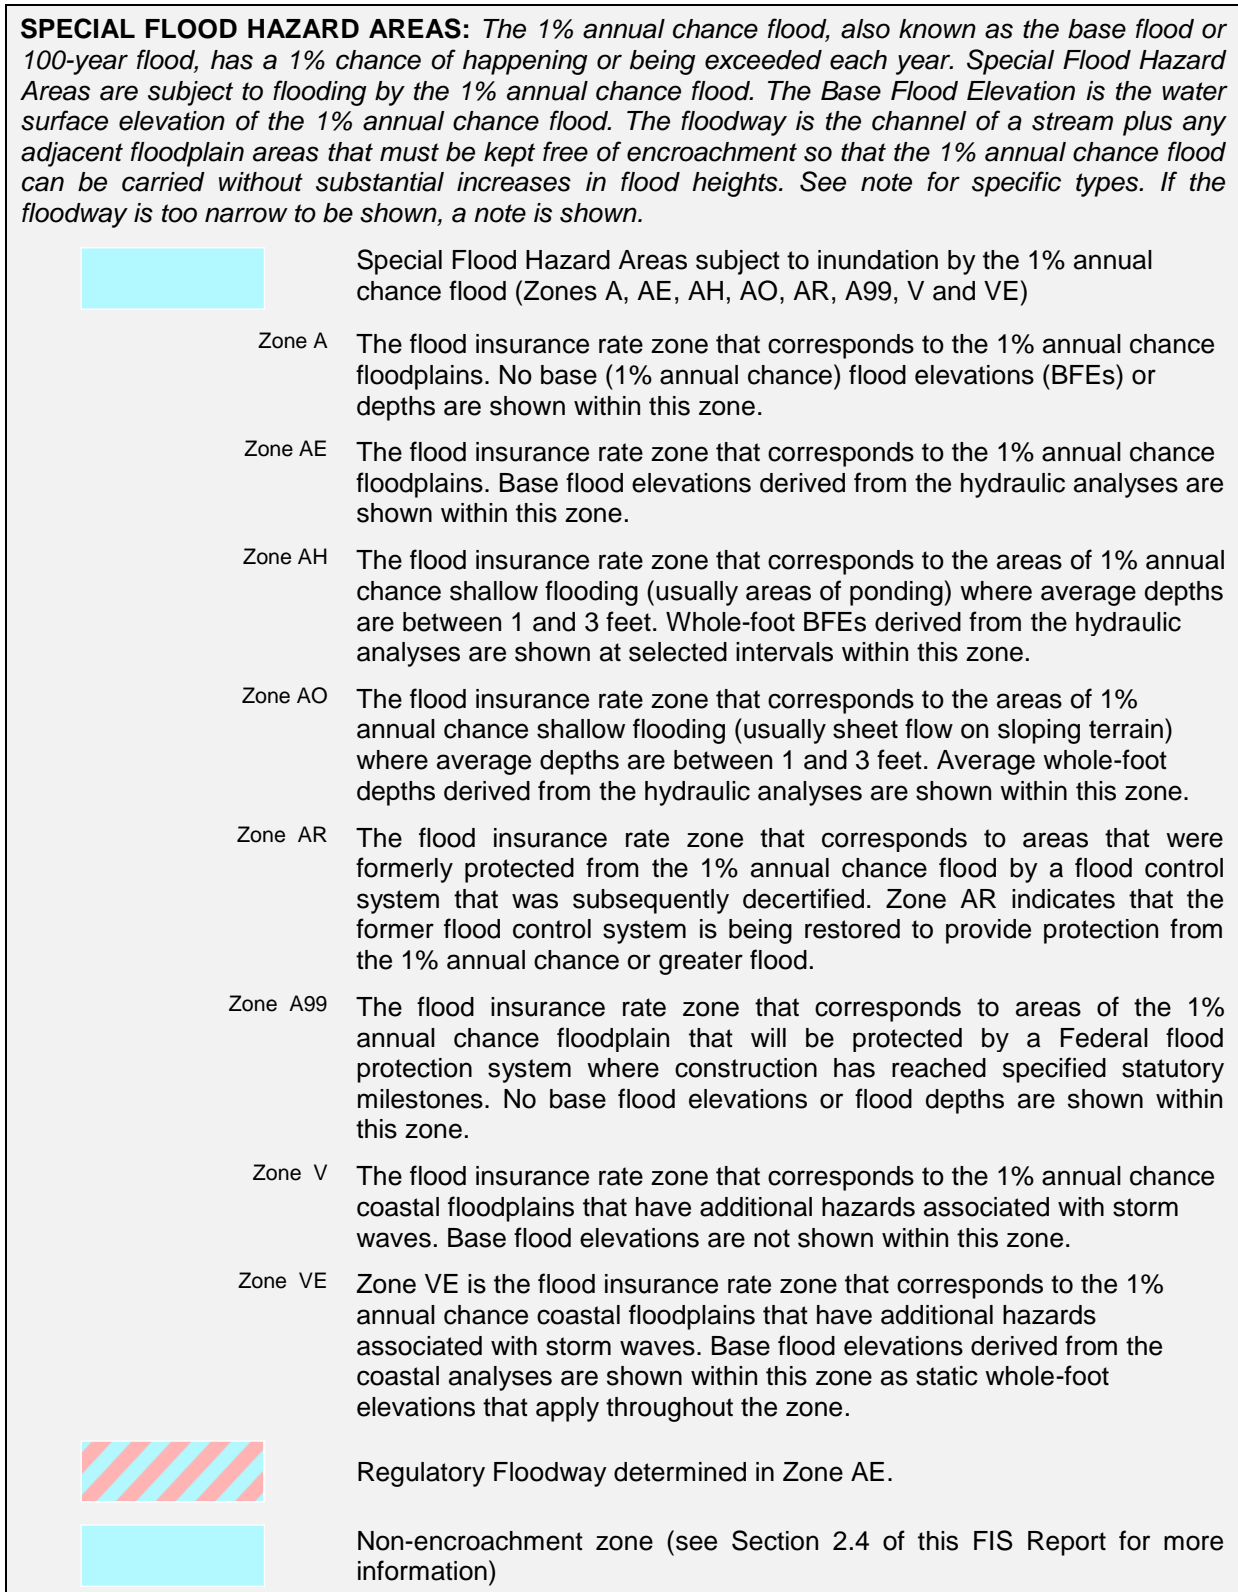 SPECIAL FLOOD HAZARD AREAS: The 1% annual chance flood, also known as the base flood or
100-year flood, has a 1% chance of happening or being exceeded each year. Special Flood Hazard
Areas are subject to flooding by the 1% annual chance flood. The Base Flood Elevation is the water
surface elevation of the 1% annual chance flood. The floodway is the channel of a stream plus any
adjacent floodplain areas that must be kept free of encroachment so that the 1% annual chance flood
can be carried without substantial increases in flood heights. See note for specific types. If the
floodway is too narrow to be shown, a note is shown.
Special Flood Hazard Areas subject to inundation by the 1% annual
chance flood (Zones A, AE, AH, AO, AR, A99, V and VE)
Zone A The flood insurance rate zone that corresponds to the 1% annual chance
floodplains. No base (1% annual chance) flood elevations (BFEs) or
depths are shown within this zone.
Zone AE The flood insurance rate zone that corresponds to the 1% annual chance
floodplains. Base flood elevations derived from the hydraulic analyses are
shown within this zone.
Zone AH The flood insurance rate zone that corresponds to the areas of 1% annual
chance shallow flooding (usually areas of ponding) where average depths
are between 1 and 3 feet. Whole-foot BFEs derived from the hydraulic
analyses are shown at selected intervals within this zone.
Zone AO The flood insurance rate zone that corresponds to the areas of 1%
annual chance shallow flooding (usually sheet flow on sloping terrain)
where average depths are between 1 and 3 feet. Average whole-foot
depths derived from the hydraulic analyses are shown within this zone.
Zone AR The flood insurance rate zone that corresponds to areas that were
formerly protected from the 1% annual chance flood by a flood control
system that was subsequently decertified. Zone AR indicates that the
former flood control system is being restored to provide protection from
the 1% annual chance or greater flood.
Zone A99 The flood insurance rate zone that corresponds to areas of the 1%
annual chance floodplain that will be protected by a Federal flood
protection system where construction has reached specified statutory
milestones. No base flood elevations or flood depths are shown within
this zone.
Zone V The flood insurance rate zone that corresponds to the 1% annual chance
coastal floodplains that have additional hazards associated with storm
waves. Base flood elevations are not shown within this zone.
Zone VE Zone VE is the flood insurance rate zone that corresponds to the 1%
annual chance coastal floodplains that have additional hazards
associated with storm waves. Base flood elevations derived from the
coastal analyses are shown within this zone as static whole-foot
elevations that apply throughout the zone.
Regulatory Floodway determined in Zone AE.
Non-encroachment zone (see Section 2.4 of this FIS Report for more
information)